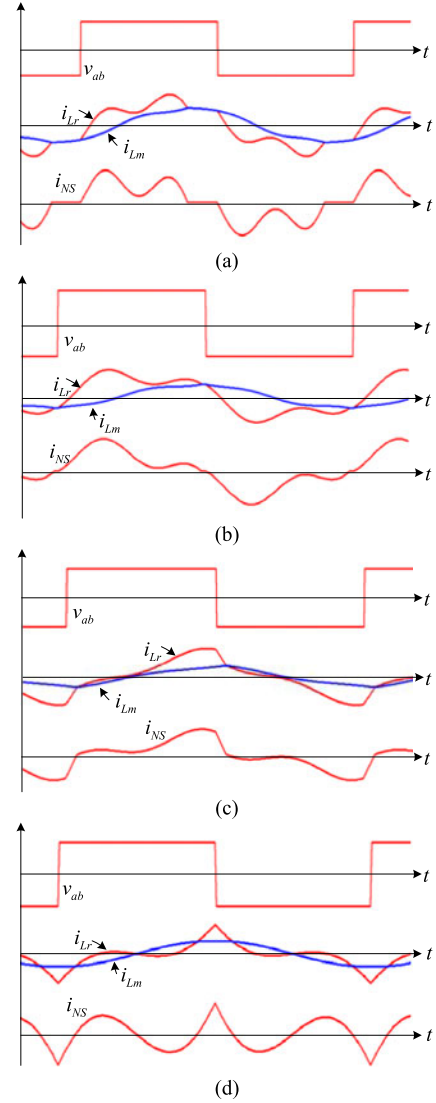 t
v_ab
i_Lr
t
i_Lm
i_NS
t
(a)
t
v_ab
i_Lr
t
i_Lm
i_NS
t
(b)
t
v_ab
i_Lr
t
i_Lm
i_NS
t
(c)
t
v_ab
i_Lr
t
i_Lm
i_NS
t
(d)